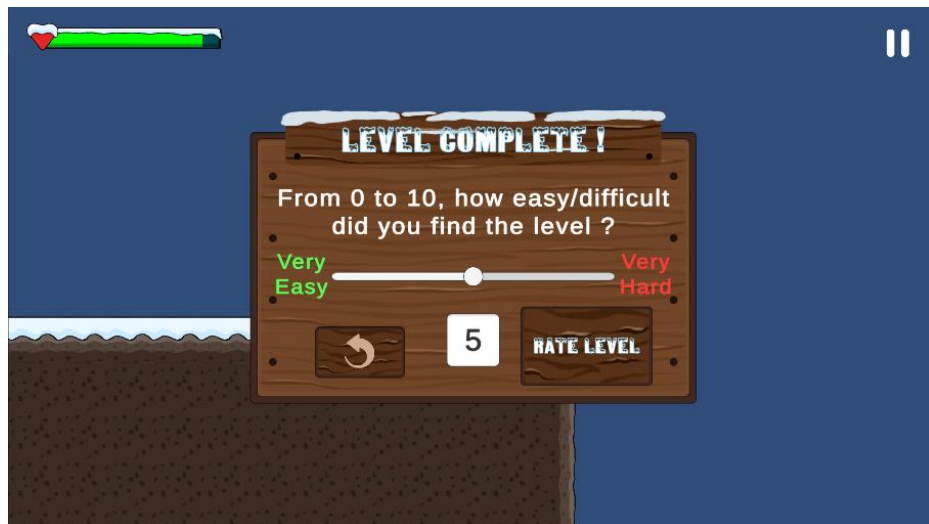 LEVEL COMPLETE !
From 0 to 10, how easy/difficult
did you find the level ?
Very
Easy
Very
Hard
5
RATE LEVEL